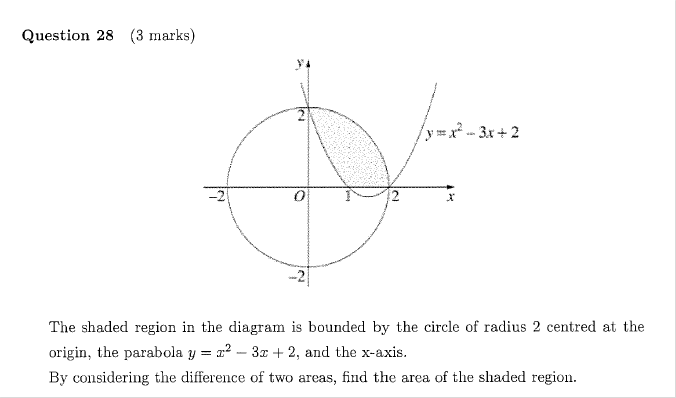 Question 28 (3 marks)
y
2
y = x² − 3x + 2
−2 O 1 2 x
−2
The shaded region in the diagram is bounded by the circle of radius 2 centred at the
origin, the parabola y = x² − 3x + 2, and the x-axis.
By considering the difference of two areas, find the area of the shaded region.